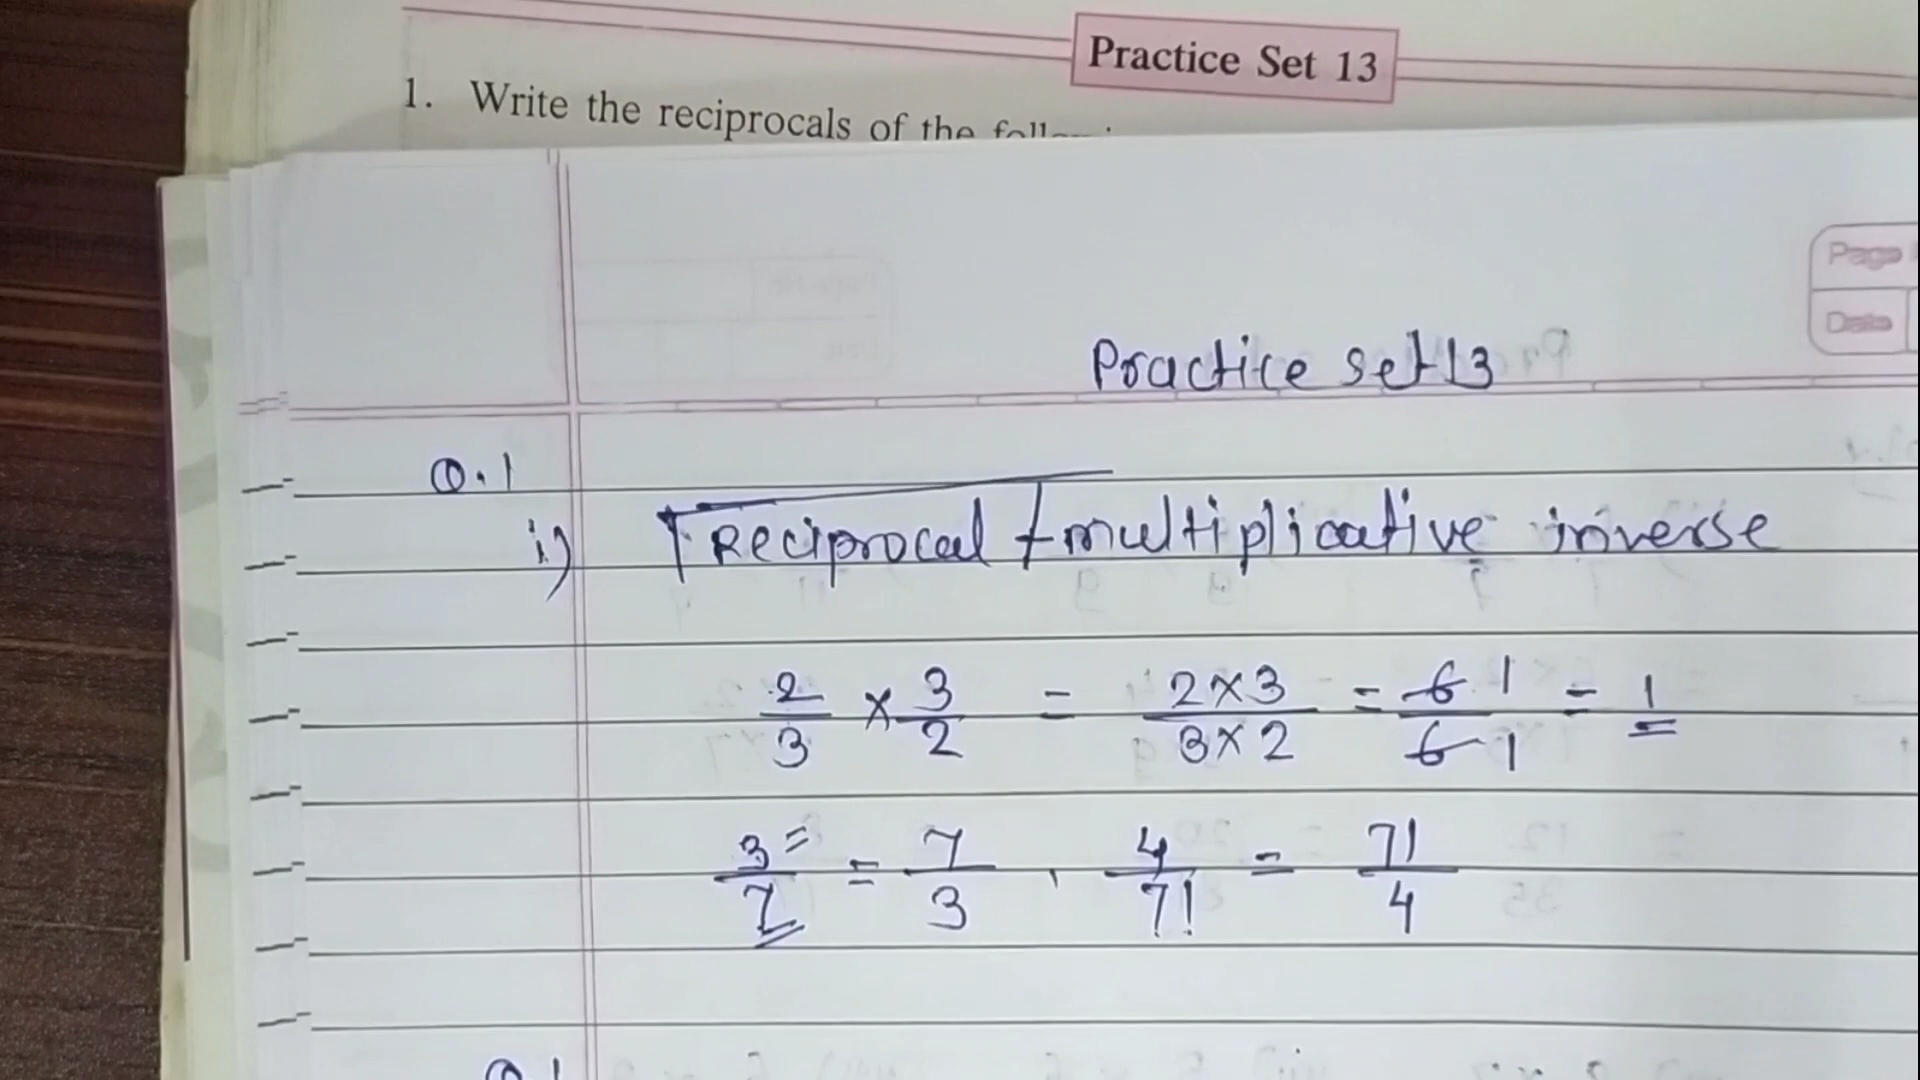 Practice Set 13
1. Write the reciprocals of the
Page
Date
Practice set 13
Q.1
i) Reciprocal / multiplicative inverse
2/3 × 3/2 = 2×3/3×2 = 6 1/6 1 = 1
3/7 = 7/3 , 4/71 = 71/4